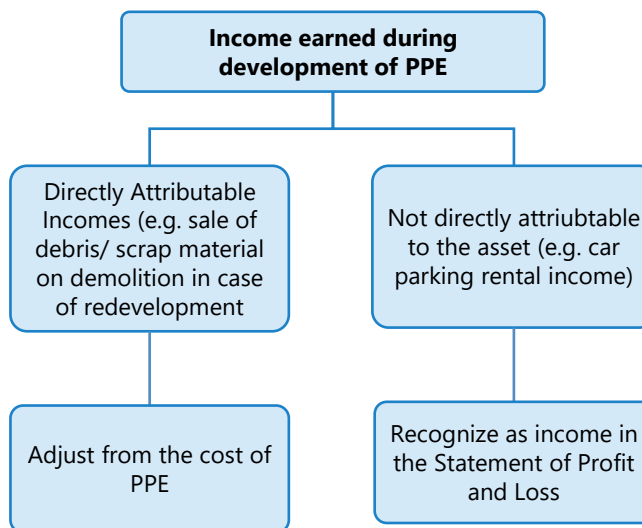 Income earned during
development of PPE
Directly Attributable
Incomes (e.g. sale of
debris/ scrap material
on demolition in case
of redevelopment
Not directly attriubtable
to the asset (e.g. car
parking rental income)
Adjust from the cost of
PPE
Recognize as income in
the Statement of Profit
and Loss